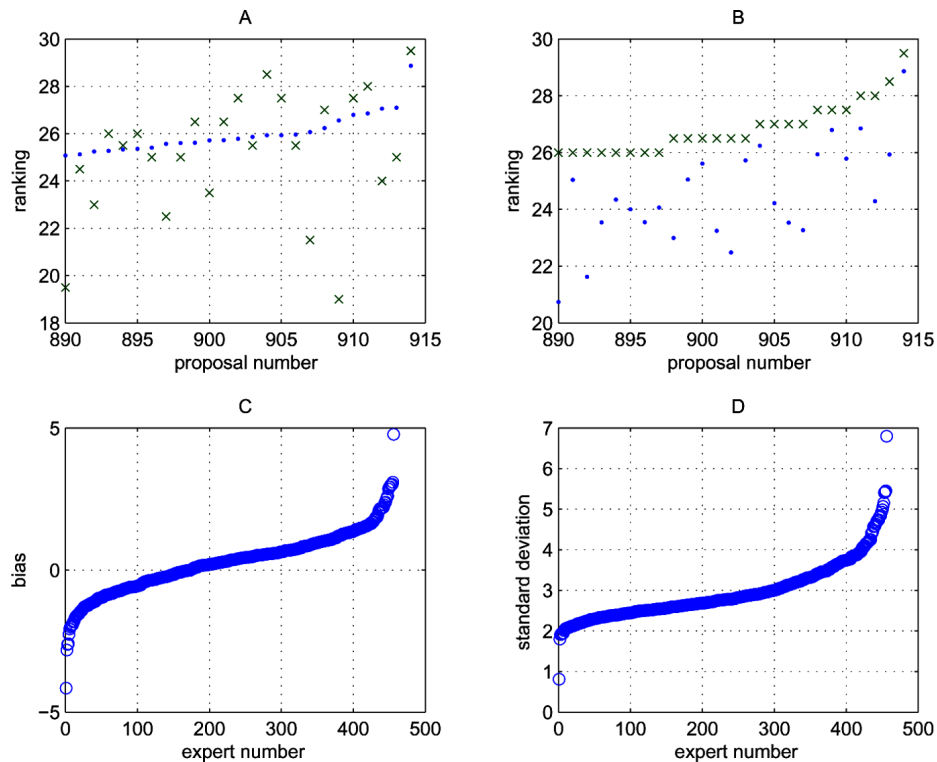 A
30
28
26
24
22
20
18
ranking
890 895 900 905 910 915
proposal number
B
30
28
26
24
22
20
ranking
890 895 900 905 910 915
proposal number
C
5
0
−5
bias
0 100 200 300 400 500
expert number
D
7
6
5
4
3
2
1
0
standard deviation
0 100 200 300 400 500
expert number